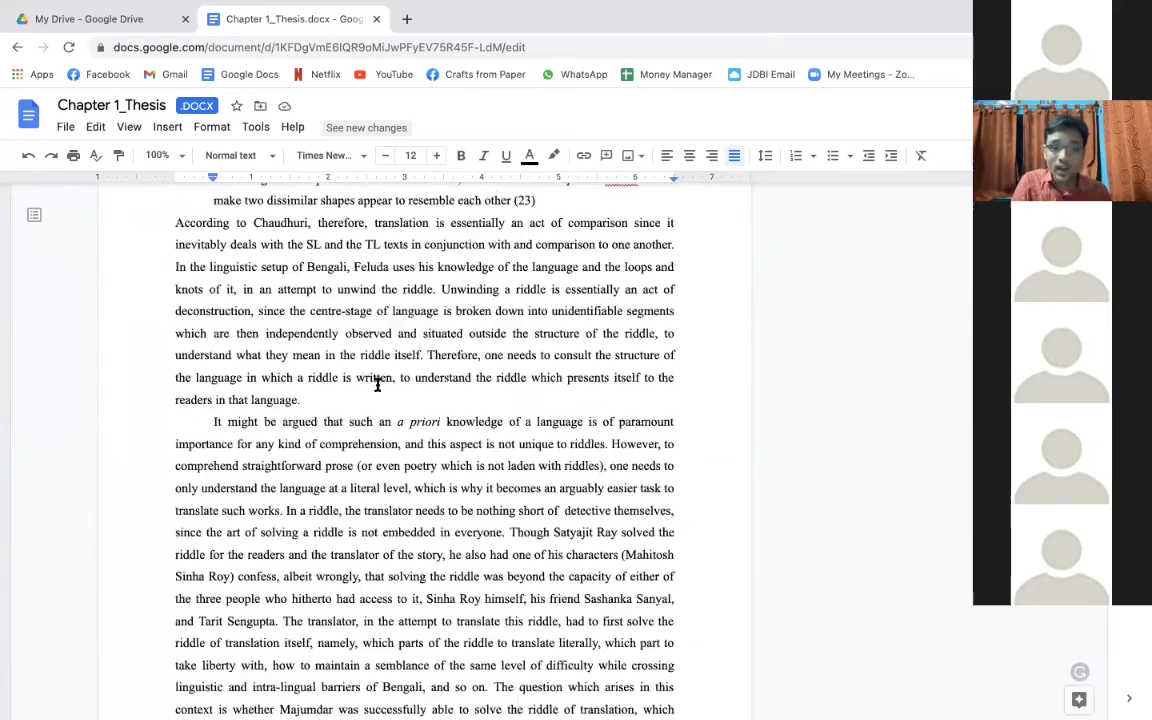 My Drive - Google Drive
Chapter 1_Thesis.docx - Goog
docs.google.com/document/d/1KFDgVmE6IQR9oMiJwPFyEV75R45F-LdM/edit
Apps Facebook Gmail Google Docs Netflix YouTube Crafts from Paper WhatsApp Money Manager JDBI Email My Meetings - Zo...
Chapter 1_Thesis .DOCX
File Edit View Insert Format Tools Help See new changes
100% Normal text Times New... 12
1 1 2 3 4 5 6 7
make two dissimilar shapes appear to resemble each other (23)
According to Chaudhuri, therefore, translation is essentially an act of comparison since it
inevitably deals with the SL and the TL texts in conjunction with and comparison to one another.
In the linguistic setup of Bengali, Feluda uses his knowledge of the language and the loops and
knots of it, in an attempt to unwind the riddle. Unwinding a riddle is essentially an act of
deconstruction, since the centre-stage of language is broken down into unidentifiable segments
which are then independently observed and situated outside the structure of the riddle, to
understand what they mean in the riddle itself. Therefore, one needs to consult the structure of
the language in which a riddle is written, to understand the riddle which presents itself to the
readers in that language.
It might be argued that such an a priori knowledge of a language is of paramount
importance for any kind of comprehension, and this aspect is not unique to riddles. However, to
comprehend straightforward prose (or even poetry which is not laden with riddles), one needs to
only understand the language at a literal level, which is why it becomes an arguably easier task to
translate such works. In a riddle, the translator needs to be nothing short of detective themselves,
since the art of solving a riddle is not embedded in everyone. Though Satyajit Ray solved the
riddle for the readers and the translator of the story, he also had one of his characters (Mahitosh
Sinha Roy) confess, albeit wrongly, that solving the riddle was beyond the capacity of either of
the three people who hitherto had access to it, Sinha Roy himself, his friend Sashanka Sanyal,
and Tarit Sengupta. The translator, in the attempt to translate this riddle, had to first solve the
riddle of translation itself, namely, which parts of the riddle to translate literally, which part to
take liberty with, how to maintain a semblance of the same level of difficulty while crossing
linguistic and intra-lingual barriers of Bengali, and so on. The question which arises in this
context is whether Majumdar was successfully able to solve the riddle of translation, which